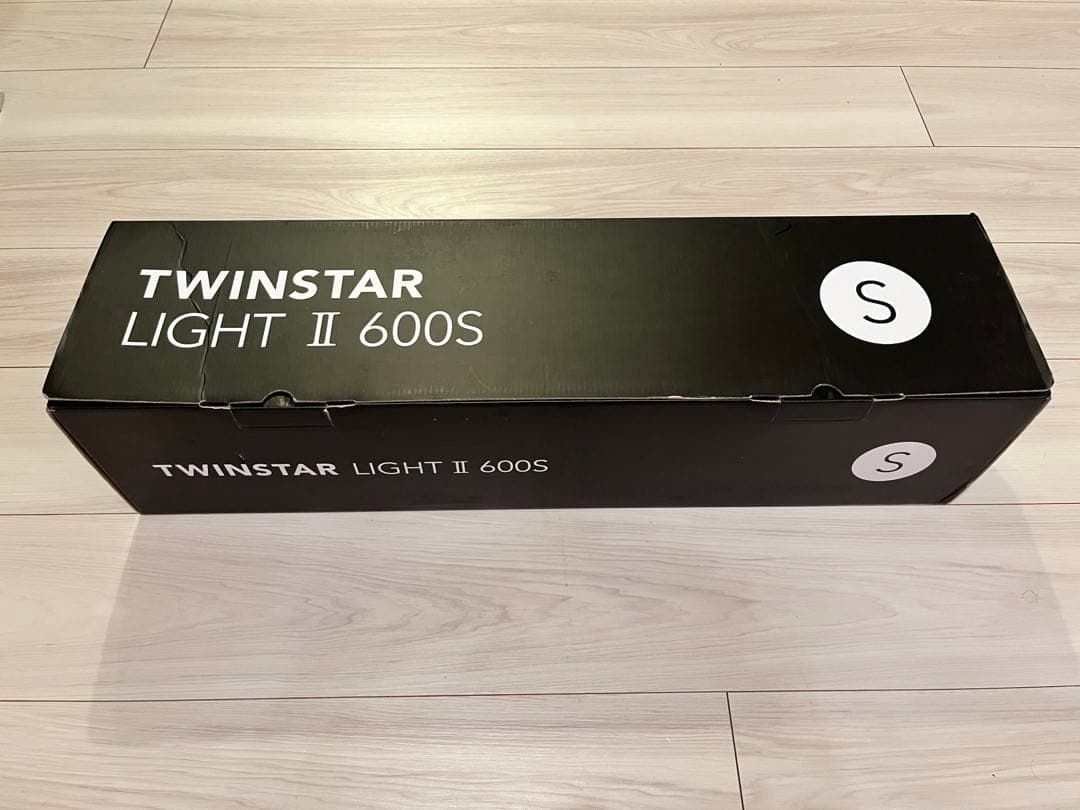 TWINSTAR
LIGHT Ⅱ 600S
S
TWINSTAR LIGHT Ⅱ 600S
S